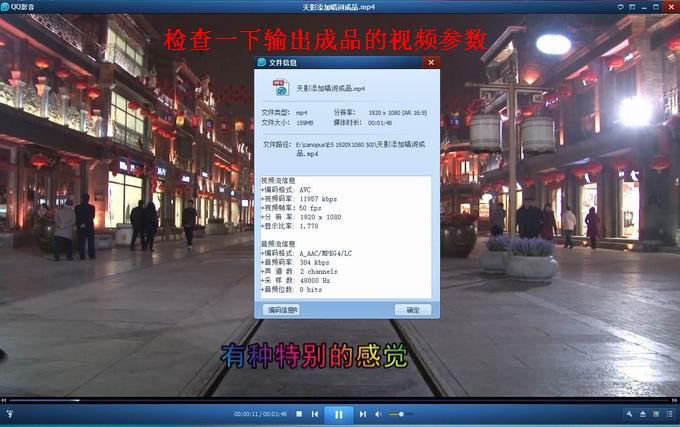 QQ影音
天影添加唱词成品.mp4
检查一下输出成品的视频参数
文件信息
天影添加唱词成品.mp4
文件类型: mp4 分辨率: 1920 x 1080 (AR 16:9)
文件大小: 159MB 媒体时长: 00:01:48
文件路径: E:\canopus\E5 1920X1080 50I\天影添加唱词成
品.mp4
视频流信息
+编码格式: AVC
+视频码率: 11957 kbps
+视频帧率: 50 fps
+分 辨 率: 1920 x 1080
+显示比率: 1.778
音频流信息
+编码格式: A_AAC/MPEG4/LC
+音频码率: 384 kbps
+声 道 数: 2 channels
+采 样 数: 48000 Hz
+音频位数: 0 bits
编码信息 确定
有种特别的感觉
00:00:11 / 00:01:48